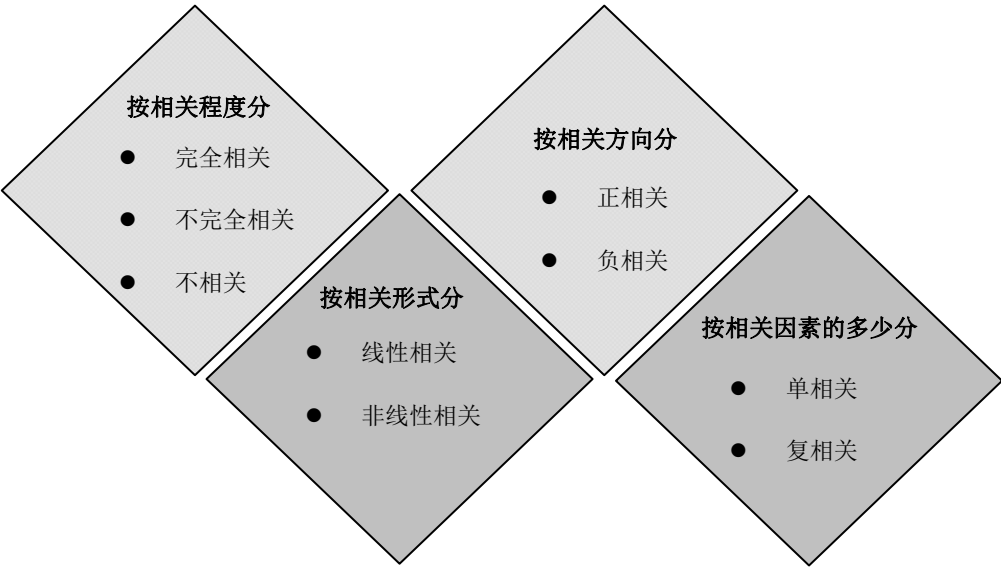 按相关程度分
● 完全相关
● 不完全相关
● 不相关
按相关形式分
● 线性相关
● 非线性相关
按相关方向分
● 正相关
● 负相关
按相关因素的多少分
● 单相关
● 复相关